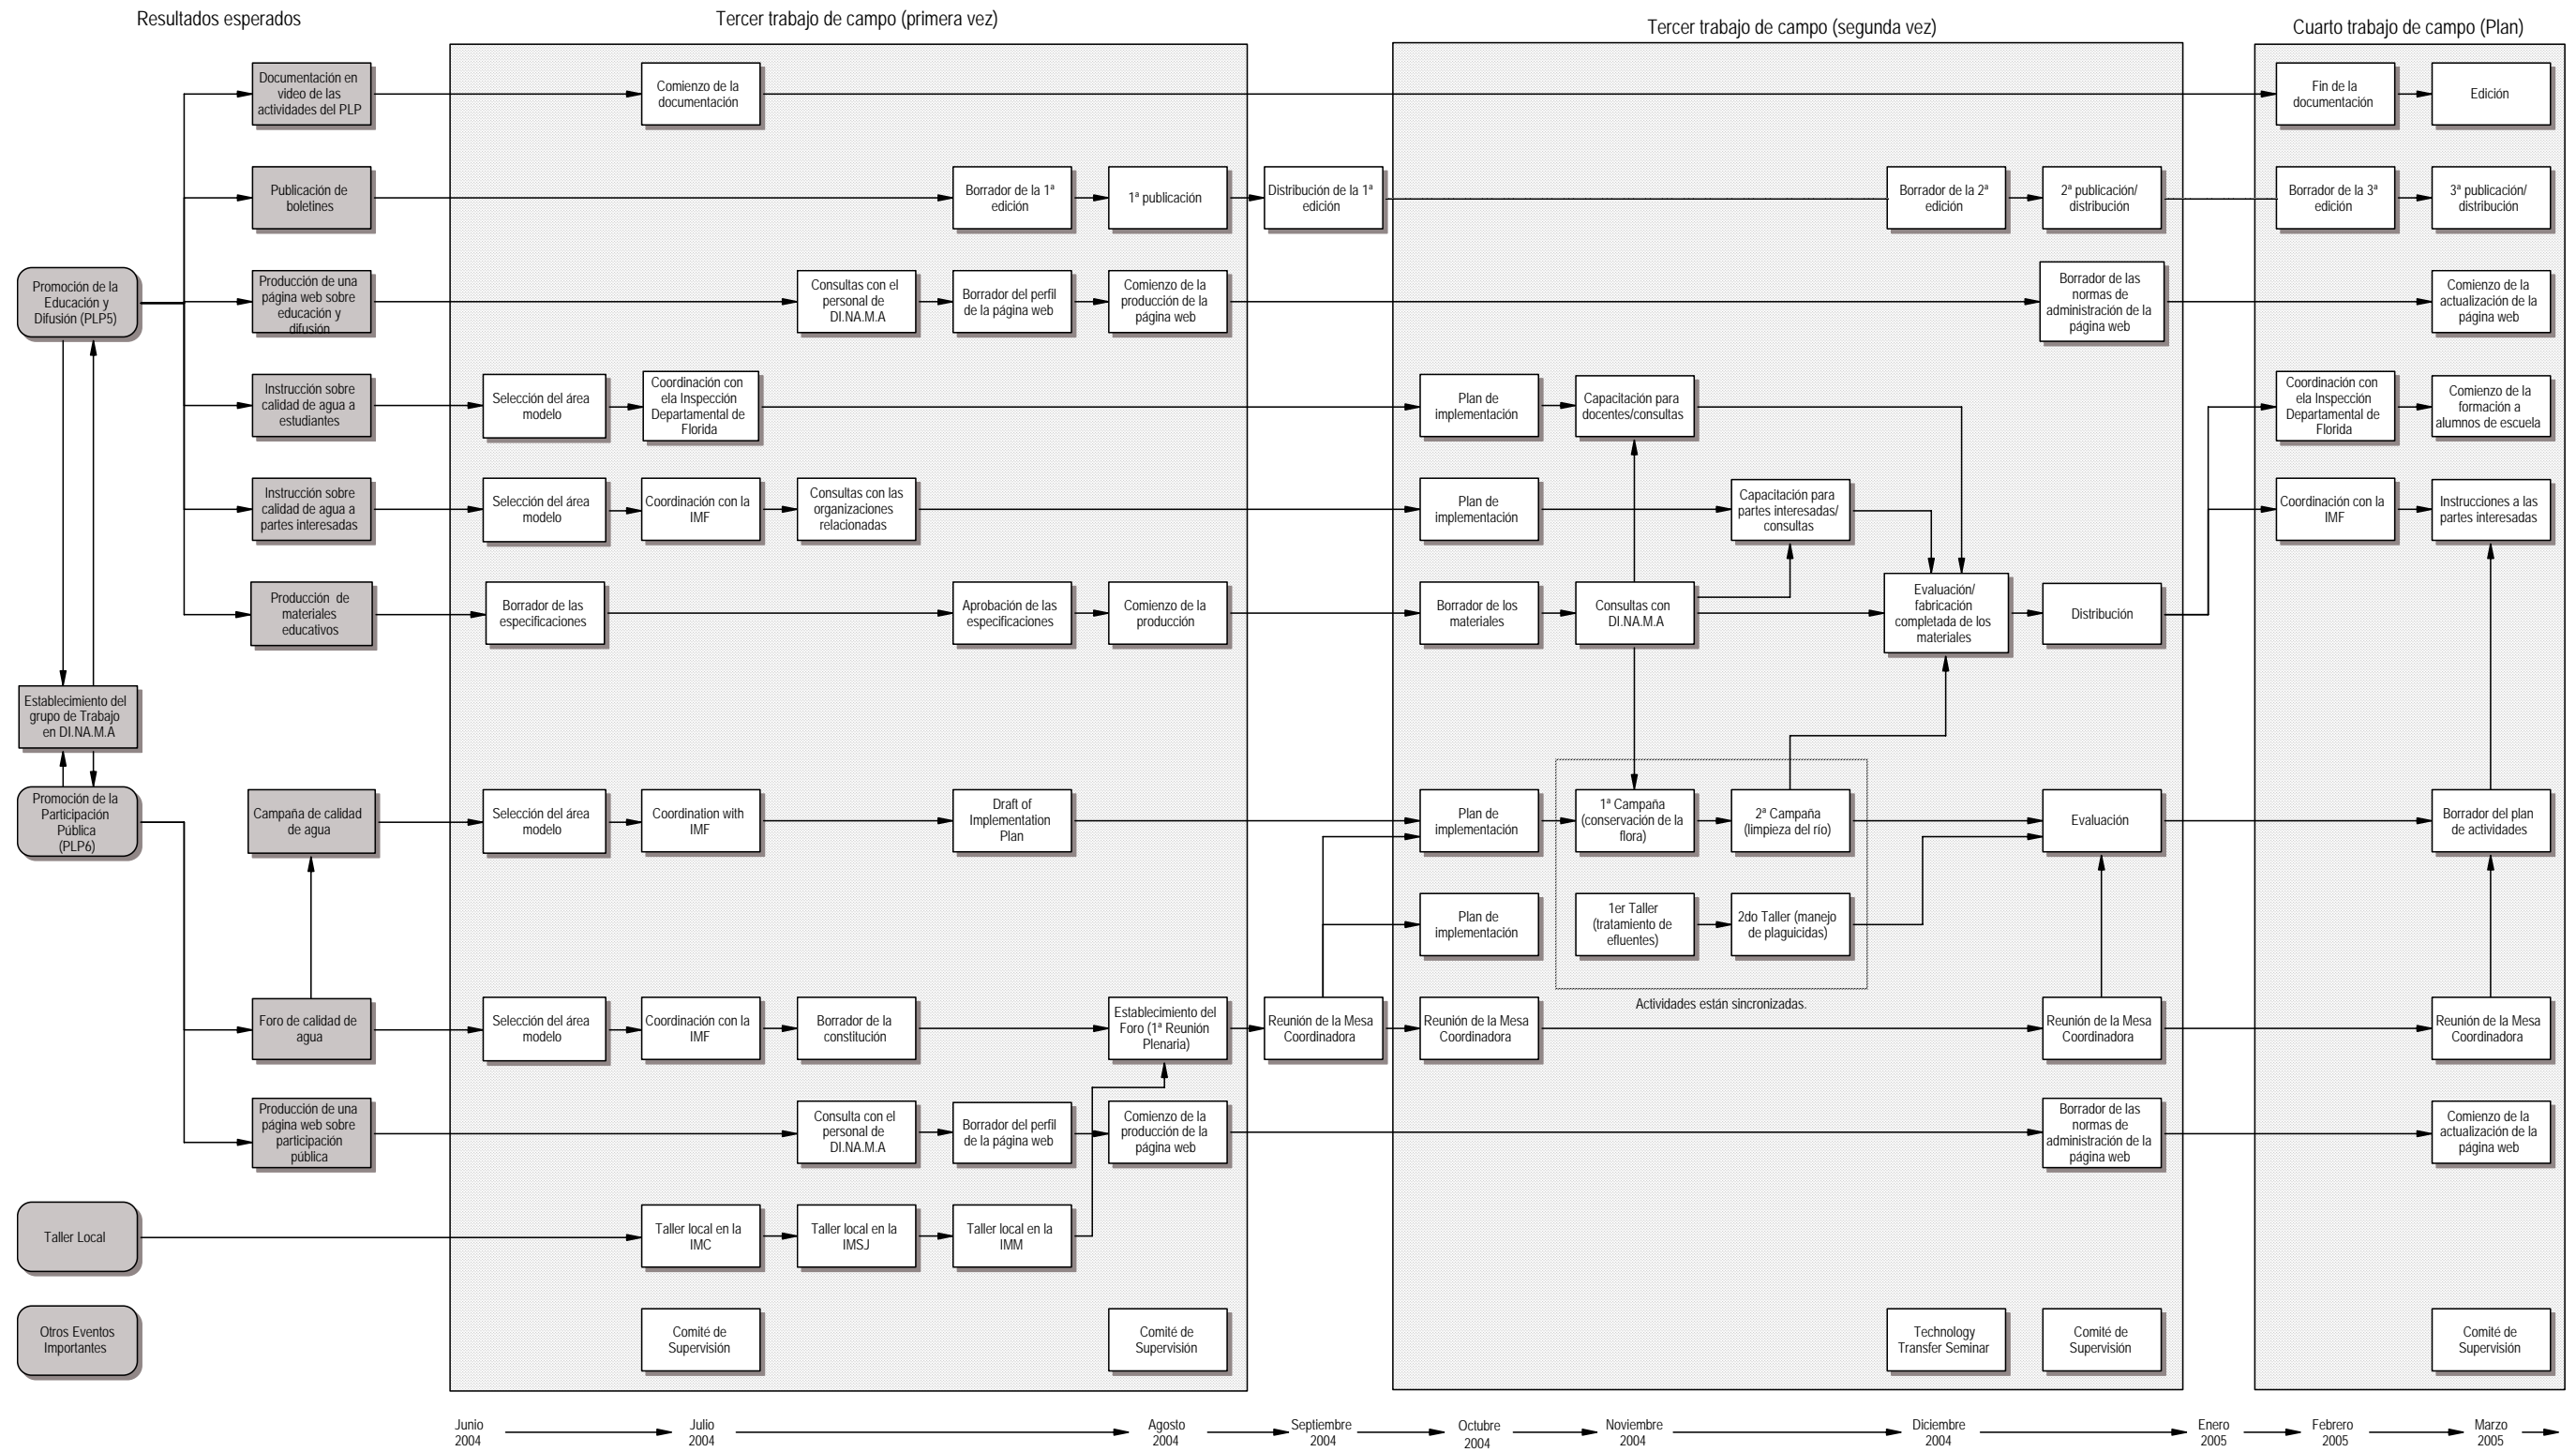 Resultados esperados
Tercer trabajo de campo (primera vez)
Tercer trabajo de campo (segunda vez)
Cuarto trabajo de campo (Plan)
Documentación en
video de las
actividades del PLP
Comienzo de la
documentación
Fin de la
documentación
Edición
Publicación de
boletines
Borrador de la 1ª
edición
1ª publicación
Distribución de la 1ª
edición
Borrador de la 2ª
edición
2ª publicación/
distribución
Borrador de la 3ª
edición
3ª publicación/
distribución
Promoción de la
Educación y
Difusión (PLP5)
Producción de una
página web sobre
educación y
difusión
Consultas con el
personal de
DI.NA.M.A
Borrador del perfil
de la página web
Comienzo de la
producción de la
página web
Borrador de las
normas de
administración de la
página web
Comienzo de la
actualización de la
página web
Instrucción sobre
calidad de agua a
estudiantes
Selección del área
modelo
Coordinación con
ela Inspección
Departamental de
Florida
Plan de
implementación
Capacitación para
docentes/consultas
Coordinación con
ela Inspección
Departamental de
Florida
Comienzo de la
formación a
alumnos de escuela
Instrucción sobre
calidad de agua a
partes interesadas
Selección del área
modelo
Coordinación con la
IMF
Consultas con las
organizaciones
relacionadas
Plan de
implementación
Capacitación para
partes interesadas/
consultas
Coordinación con la
IMF
Instrucciones a las
partes interesadas
Producción de
materiales
educativos
Borrador de las
especificaciones
Aprobación de las
especificaciones
Comienzo de la
producción
Borrador de los
materiales
Consultas con
DI.NA.M.A
Evaluación/
fabricación
completada de los
materiales
Distribución
Establecimiento del
grupo de Trabajo
en DI.NA.M.A
Promoción de la
Participación
Pública
(PLP6)
Campaña de calidad
de agua
Selección del área
modelo
Coordination with
IMF
Draft of
Implementation
Plan
Plan de
implementación
1ª Campaña
(conservación de la
flora)
2ª Campaña
(limpieza del río)
Evaluación
Borrador del plan
de actividades
Plan de
implementación
1er Taller
(tratamiento de
efluentes)
2do Taller (manejo
de plaguicidas)
Actividades están sincronizadas.
Foro de calidad de
agua
Selección del área
modelo
Coordinación con la
IMF
Borrador de la
constitución
Establecimiento del
Foro (1ª Reunión
Plenaria)
Reunión de la Mesa
Coordinadora
Reunión de la Mesa
Coordinadora
Reunión de la Mesa
Coordinadora
Reunión de la Mesa
Coordinadora
Producción de una
página web sobre
participación
pública
Consulta con el
personal de
DI.NA.M.A
Borrador del perfil
de la página web
Comienzo de la
producción de la
página web
Borrador de las
normas de
administración de la
página web
Comienzo de la
actualización de la
página web
Taller Local
Taller local en la
IMC
Taller local en la
IMSJ
Taller local en la
IMM
Otros Eventos
Importantes
Comité de
Supervisión
Comité de
Supervisión
Technology
Transfer Seminar
Comité de
Supervisión
Comité de
Supervisión
Junio
2004
Julio
2004
Agosto
2004
Septiembre
2004
Octubre
2004
Noviembre
2004
Diciembre
2004
Enero
2005
Febrero
2005
Marzo
2005